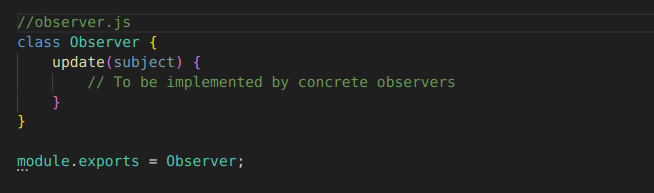 //observer.js
class Observer {
    update(subject) {
        // To be implemented by concrete observers
    }
}
module.exports = Observer;